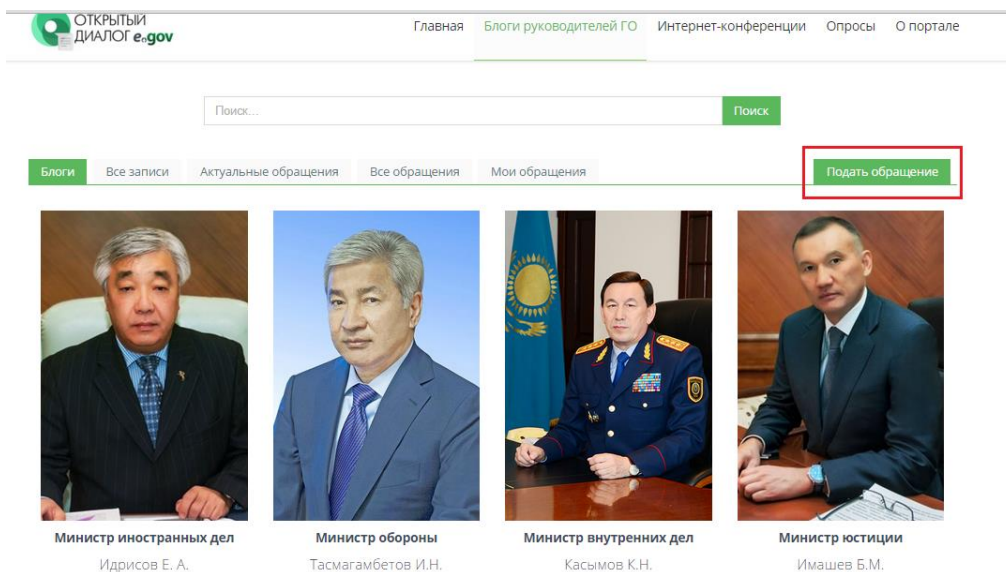 ОТКРЫТЫЙ
ДИАЛОГ e.gov
Главная Блоги руководителей ГО Интернет-конференции Опросы О портале
Поиск... Поиск
Блоги Все записи Актуальные обращения Все обращения Мои обращения Подать обращение
Министр иностранных дел Министр обороны Министр внутренних дел Министр юстиции
Идрисов Е. А. Тасмагамбетов И.Н. Касымов К.Н. Имашев Б.М.